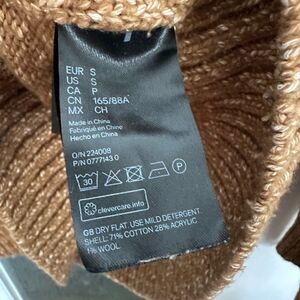 EUR S
US S
CA P
CN 165/88A
MX CH
Made in China
Fabriqué en Chine
Hecho en China
O/N 224008
P/N 0777143 0
30
P
clevercare.info
GB DRY FLAT. USE MILD DETERGENT.
SHELL: 71% COTTON 28% ACRYLIC
1% WOOL